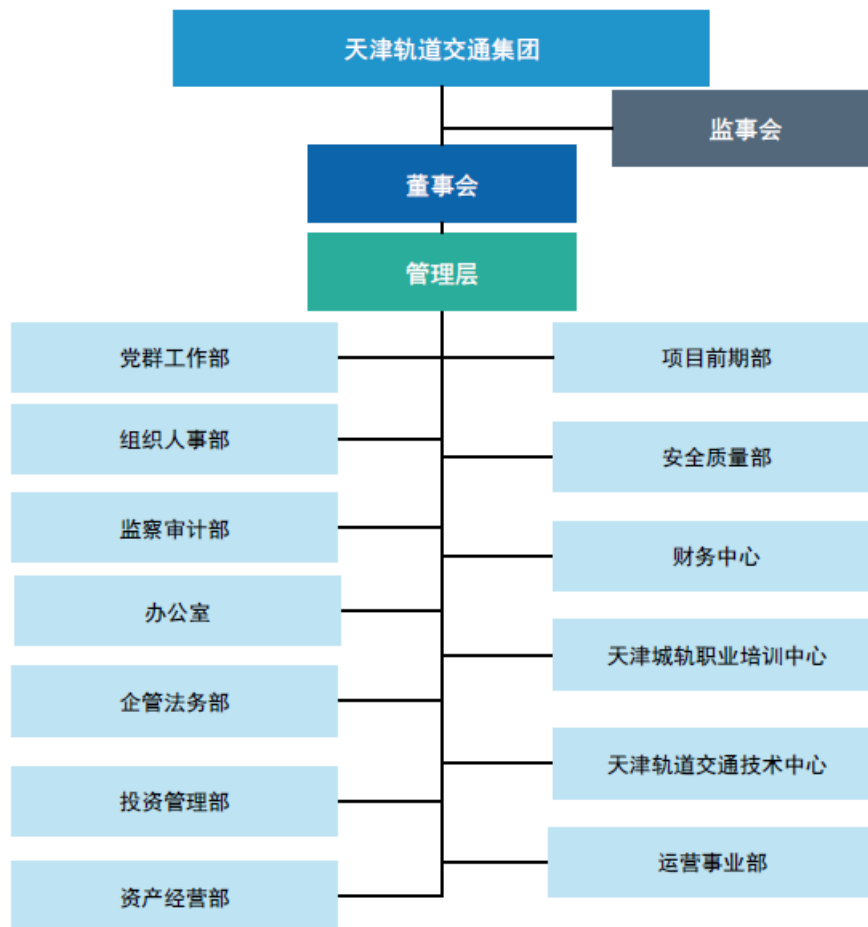 天津轨道交通集团
监事会
董事会
管理层
党群工作部
项目前期部
组织人事部
安全质量部
监察审计部
财务中心
办公室
天津城轨职业培训中心
企管法务部
天津轨道交通技术中心
投资管理部
运营事业部
资产经营部